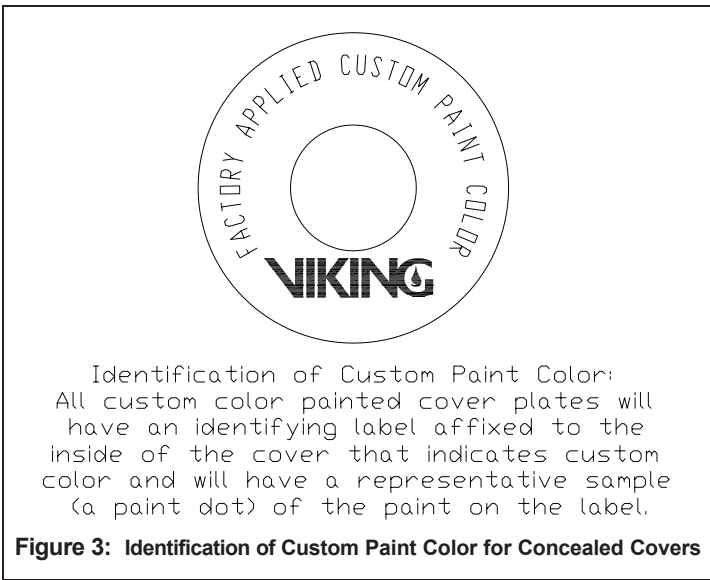 FACTORY APPLIED CUSTOM PAINT COLOR
VIKING
Identification of Custom Paint Color:
All custom color painted cover plates will
have an identifying label affixed to the
inside of the cover that indicates custom
color and will have a representative sample
(a paint dot) of the paint on the label.
Figure 3: Identification of Custom Paint Color for Concealed Covers